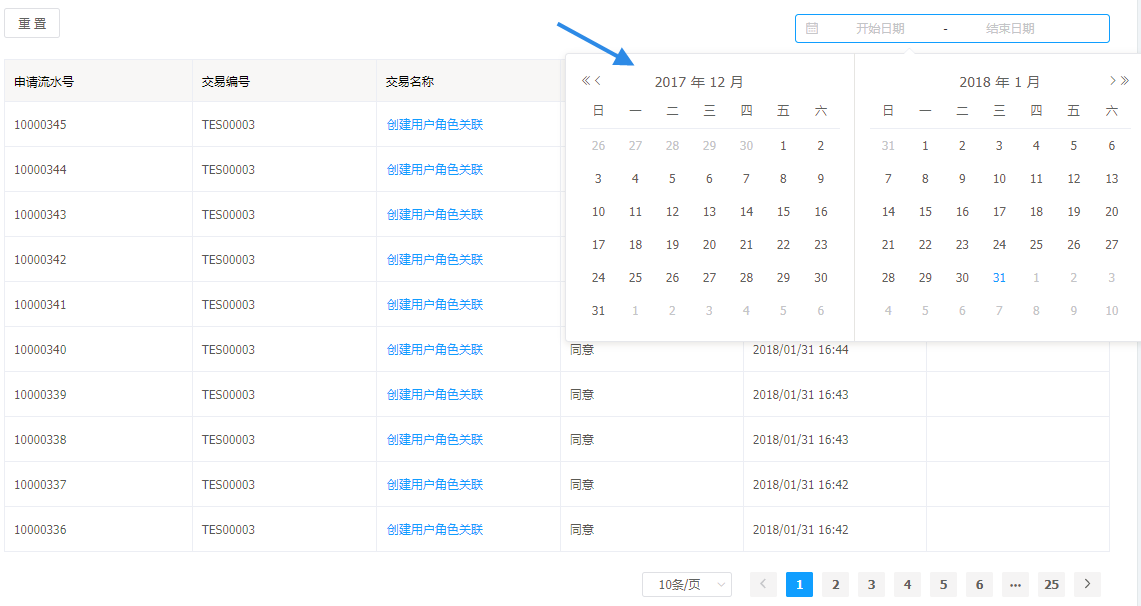 重 置
开始日期 - 结束日期
申请流水号 交易编号 交易名称
2017 年 12 月
日 一 二 三 四 五 六
26 27 28 29 30 1 2
3 4 5 6 7 8 9
10 11 12 13 14 15 16
17 18 19 20 21 22 23
24 25 26 27 28 29 30
31 1 2 3 4 5 6
2018 年 1 月
日 一 二 三 四 五 六
31 1 2 3 4 5 6
7 8 9 10 11 12 13
14 15 16 17 18 19 20
21 22 23 24 25 26 27
28 29 30 31 1 2 3
4 5 6 7 8 9 10
10000345 TES00003 创建用户角色关联
10000344 TES00003 创建用户角色关联
10000343 TES00003 创建用户角色关联
10000342 TES00003 创建用户角色关联
10000341 TES00003 创建用户角色关联
10000340 TES00003 创建用户角色关联 同意 2018/01/31 16:44
10000339 TES00003 创建用户角色关联 同意 2018/01/31 16:43
10000338 TES00003 创建用户角色关联 同意 2018/01/31 16:43
10000337 TES00003 创建用户角色关联 同意 2018/01/31 16:42
10000336 TES00003 创建用户角色关联 同意 2018/01/31 16:42
10条/页 1 2 3 4 5 6 ... 25